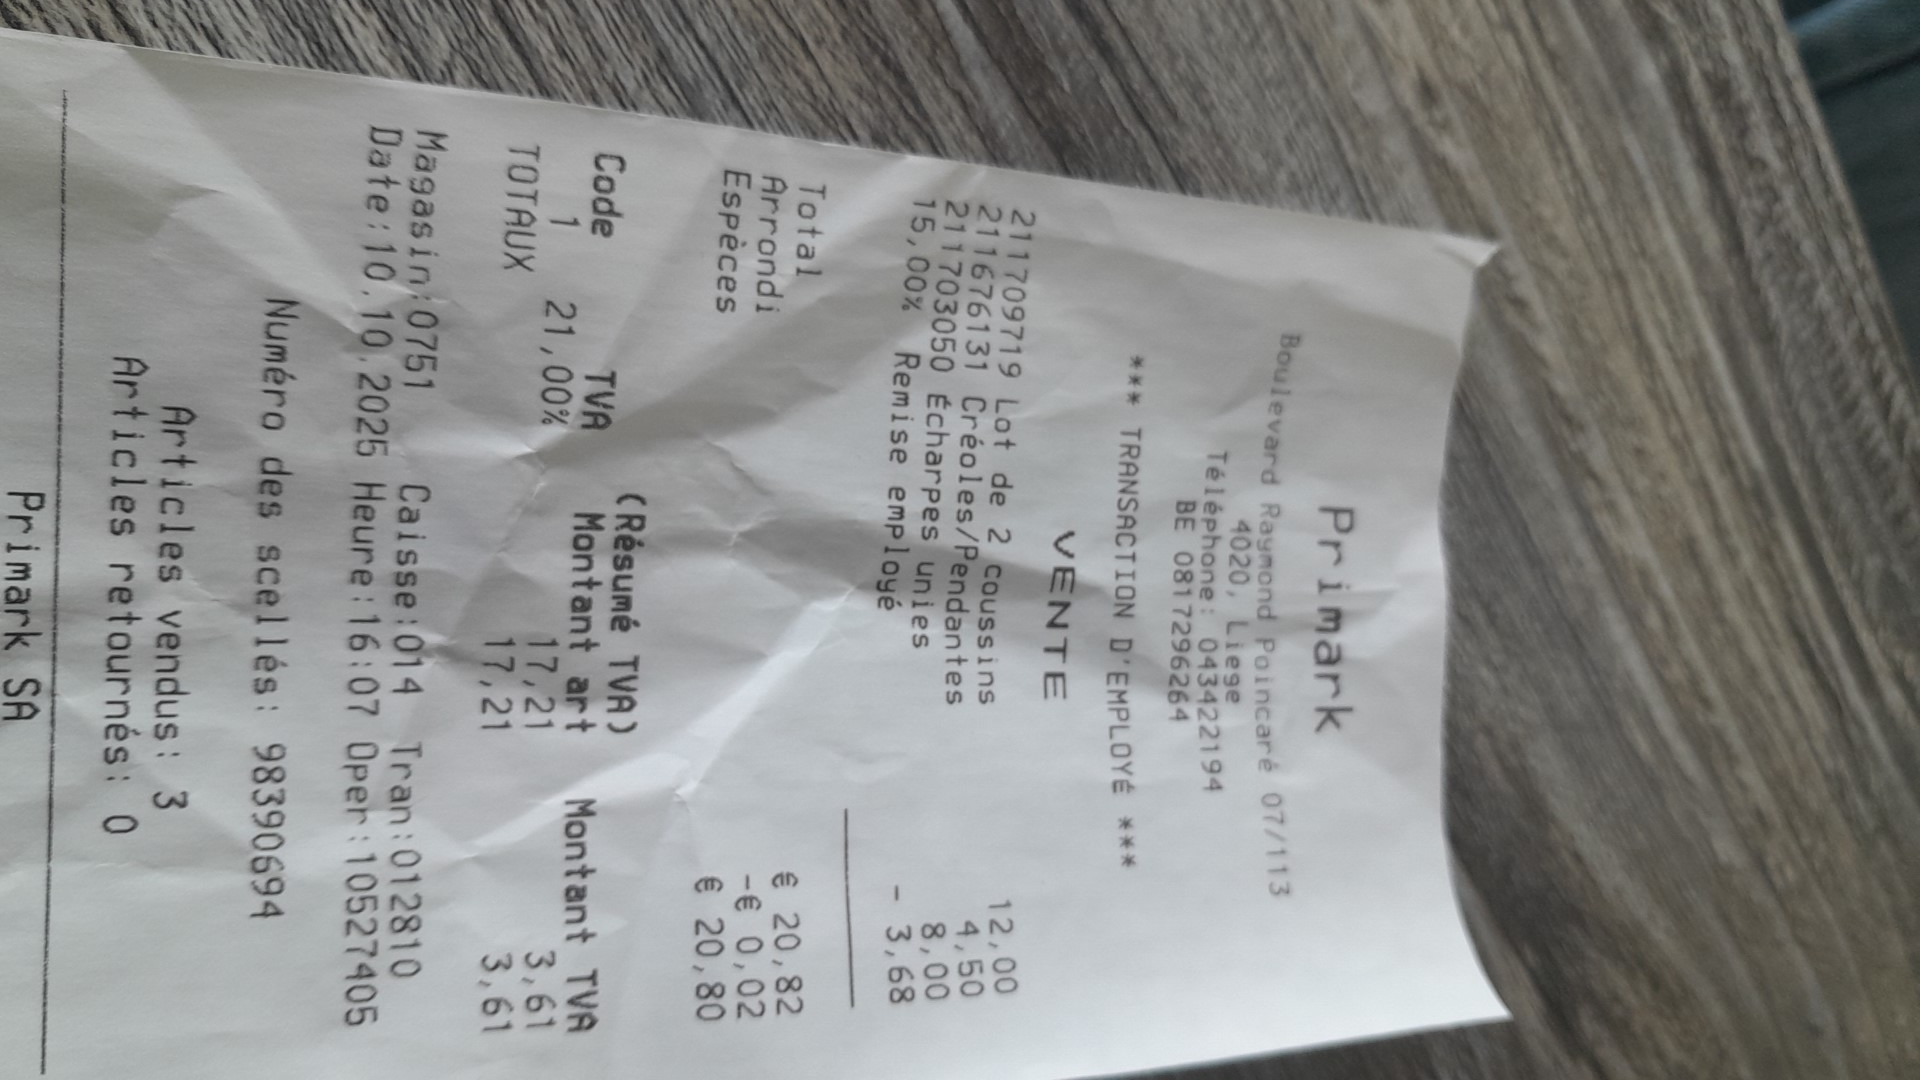 Primark
Boulevard Raymond Poincaré 07/113
4020, Liege
Téléphone: 043422194
BE 0817296264
*** TRANSACTION D'EMPLOYÉ ***
VENTE
211709719 Lot de 2 coussins 12,00
211676131 Créoles/Pendantes 4,50
211703050 Écharpes unies 8,00
15,00% Remise employé - 3,68
Total € 20,82
Arrondi -€ 0,02
Espèces € 20,80
(Résumé TVA)
Code TVA Montant art Montant TVA
1 21,00% 17,21 3,61
TOTAUX 17,21 3,61
Magasin:0751 Caisse:014 Tran:012810
Date:10.10.2025 Heure:16:07 Oper:10527405
Numéro des scellés: 98390694
Articles vendus: 3
Articles retournés: 0
Primark SA